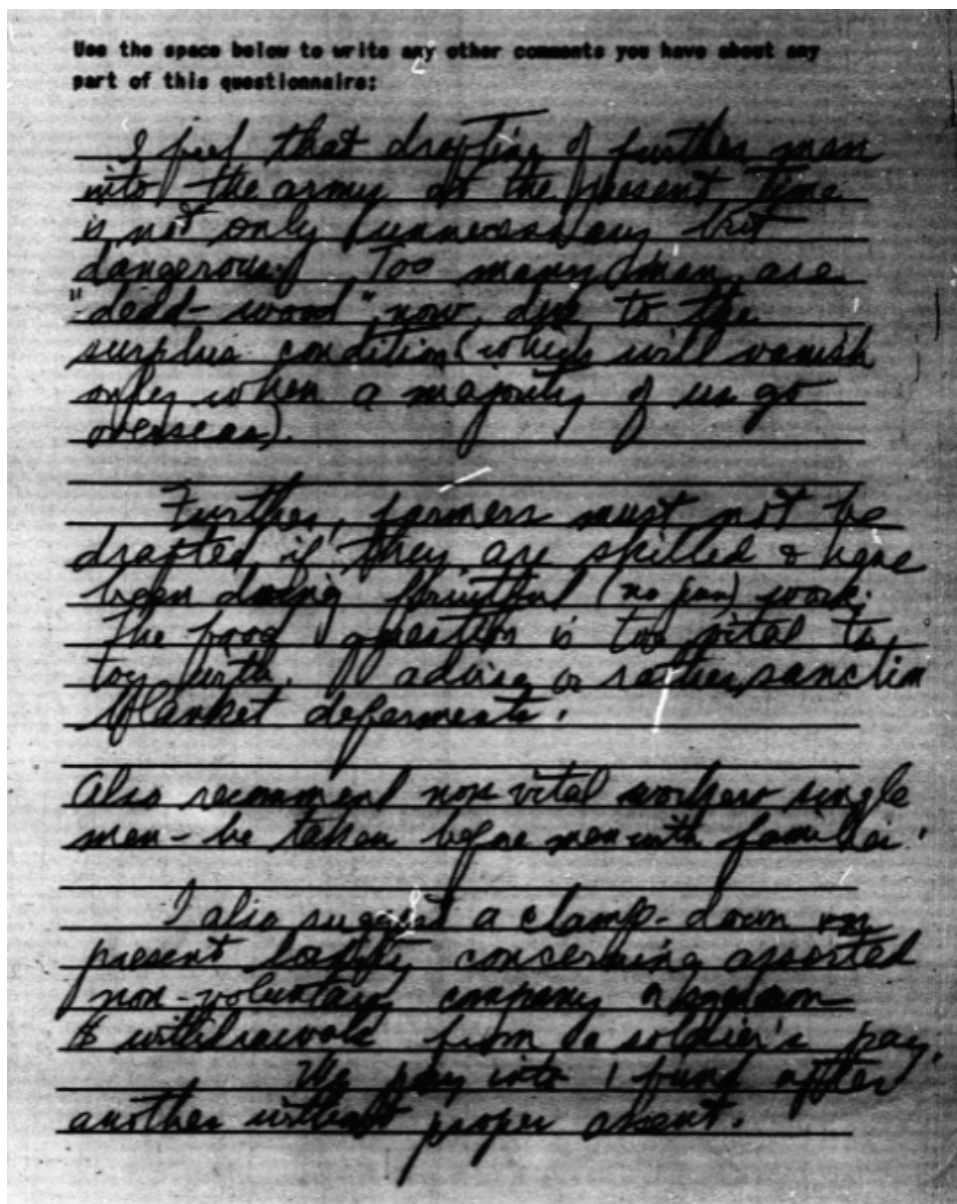 Use the space below to write any other comments you have about any
part of this questionnaire:
I feel that drafting of further men
into the army at the present time
is not only unnecessary but
dangerous. Too many men are
"dead-wood" now, due to the
surplus condition (which will vanish
only when a majority of us go
overseas).
Further, farmers must not be
drafted if they are skilled & have
been doing fruitful (no pun) work.
The food question is too vital to
toy with. I advise or rather sanction
blanket deferments.
Also recommend non vital workers single
men - be taken before men with families.
I also suggest a clamp-down on
present laxity concerning assorted
non-voluntary company
$ withdrawals from a soldier's pay.
We pay into 1 fund after
another without proper assent.